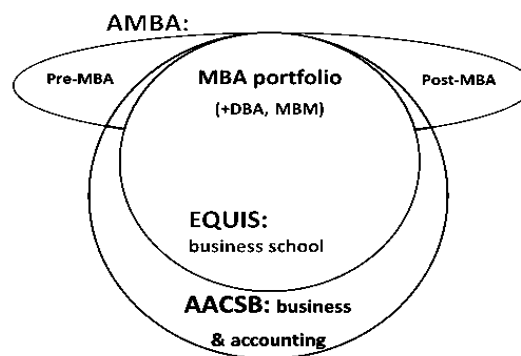 AMBA:
Pre-MBA
MBA portfolio
Post-MBA
(+DBA, MBM)
EQUIS:
business school
AACSB: business
& accounting